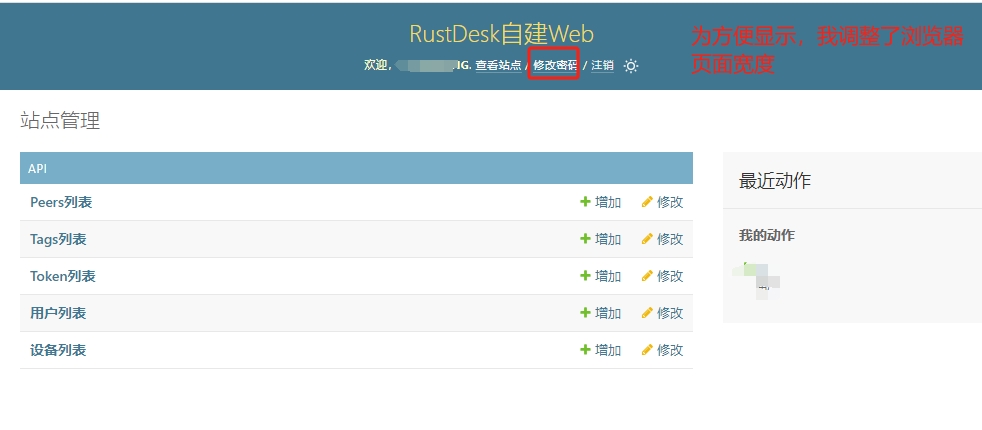 RustDesk自建Web
为方便显示，我调整了浏览器
页面宽度
欢迎, IG. 查看站点 / 修改密码 / 注销
站点管理
API
Peers列表 增加 修改
Tags列表 增加 修改
Token列表 增加 修改
用户列表 增加 修改
设备列表 增加 修改
最近动作
我的动作